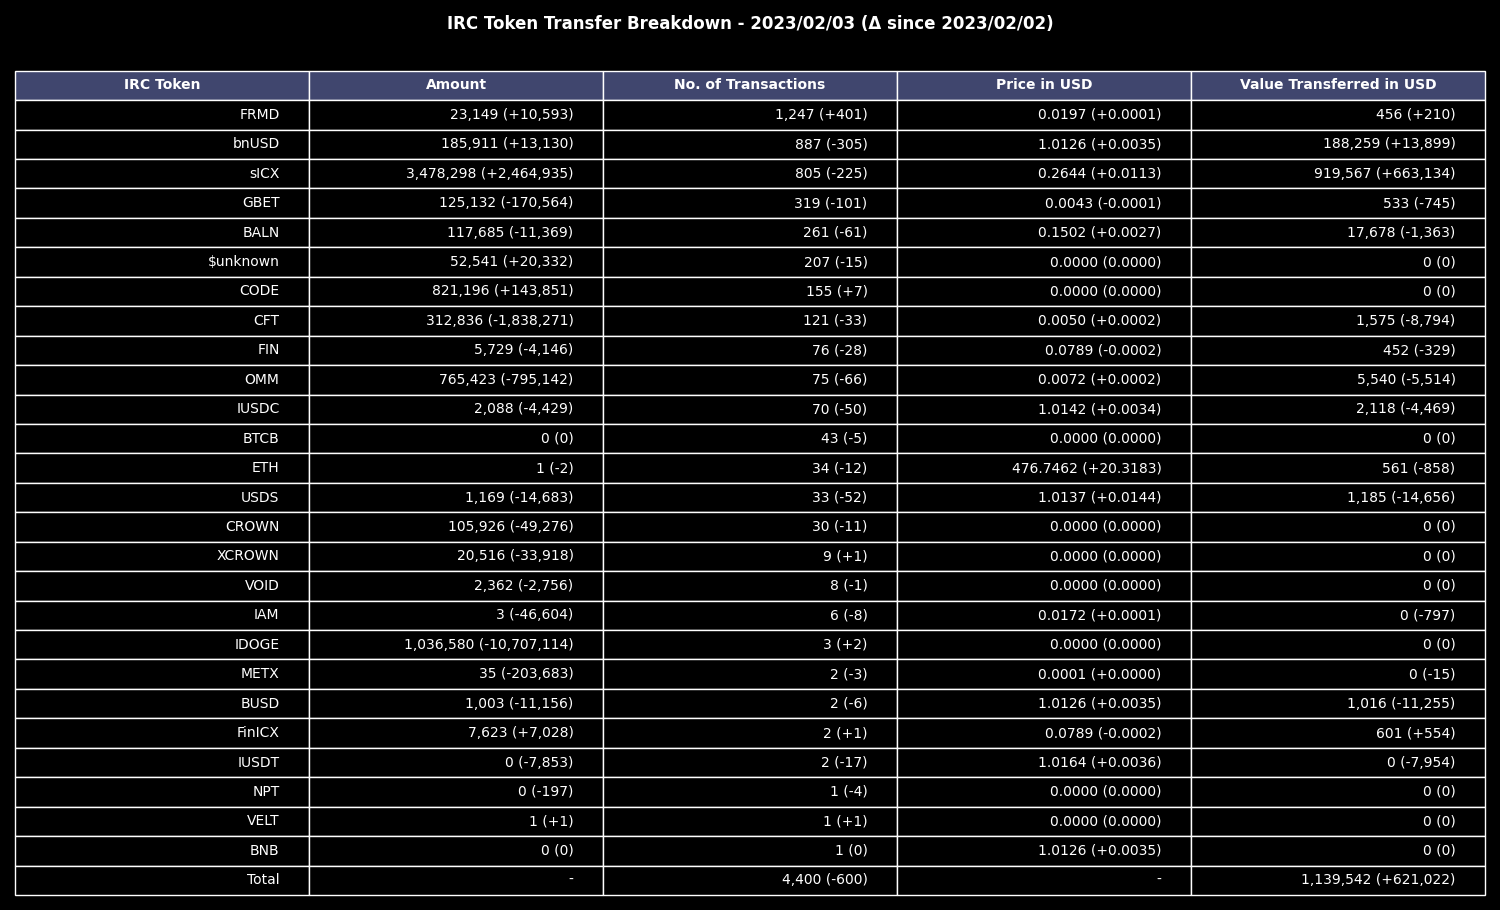 IRC Token Transfer Breakdown - 2023/02/03 (Δ since 2023/02/02)
IRC Token Amount No. of Transactions Price in USD Value Transferred in USD
FRMD 23,149 (+10,593) 1,247 (+401) 0.0197 (+0.0001) 456 (+210)
bnUSD 185,911 (+13,130) 887 (-305) 1.0126 (+0.0035) 188,259 (+13,899)
sICX 3,478,298 (+2,464,935) 805 (-225) 0.2644 (+0.0113) 919,567 (+663,134)
GBET 125,132 (-170,564) 319 (-101) 0.0043 (-0.0001) 533 (-745)
BALN 117,685 (-11,369) 261 (-61) 0.1502 (+0.0027) 17,678 (-1,363)
$unknown 52,541 (+20,332) 207 (-15) 0.0000 (0.0000) 0 (0)
CODE 821,196 (+143,851) 155 (+7) 0.0000 (0.0000) 0 (0)
CFT 312,836 (-1,838,271) 121 (-33) 0.0050 (+0.0002) 1,575 (-8,794)
FIN 5,729 (-4,146) 76 (-28) 0.0789 (-0.0002) 452 (-329)
OMM 765,423 (-795,142) 75 (-66) 0.0072 (+0.0002) 5,540 (-5,514)
IUSDC 2,088 (-4,429) 70 (-50) 1.0142 (+0.0034) 2,118 (-4,469)
BTCB 0 (0) 43 (-5) 0.0000 (0.0000) 0 (0)
ETH 1 (-2) 34 (-12) 476.7462 (+20.3183) 561 (-858)
USDS 1,169 (-14,683) 33 (-52) 1.0137 (+0.0144) 1,185 (-14,656)
CROWN 105,926 (-49,276) 30 (-11) 0.0000 (0.0000) 0 (0)
XCROWN 20,516 (-33,918) 9 (+1) 0.0000 (0.0000) 0 (0)
VOID 2,362 (-2,756) 8 (-1) 0.0000 (0.0000) 0 (0)
IAM 3 (-46,604) 6 (-8) 0.0172 (+0.0001) 0 (-797)
IDOGE 1,036,580 (-10,707,114) 3 (+2) 0.0000 (0.0000) 0 (0)
METX 35 (-203,683) 2 (-3) 0.0001 (+0.0000) 0 (-15)
BUSD 1,003 (-11,156) 2 (-6) 1.0126 (+0.0035) 1,016 (-11,255)
FinICX 7,623 (+7,028) 2 (+1) 0.0789 (-0.0002) 601 (+554)
IUSDT 0 (-7,853) 2 (-17) 1.0164 (+0.0036) 0 (-7,954)
NPT 0 (-197) 1 (-4) 0.0000 (0.0000) 0 (0)
VELT 1 (+1) 1 (+1) 0.0000 (0.0000) 0 (0)
BNB 0 (0) 1 (0) 1.0126 (+0.0035) 0 (0)
Total - 4,400 (-600) - 1,139,542 (+621,022)